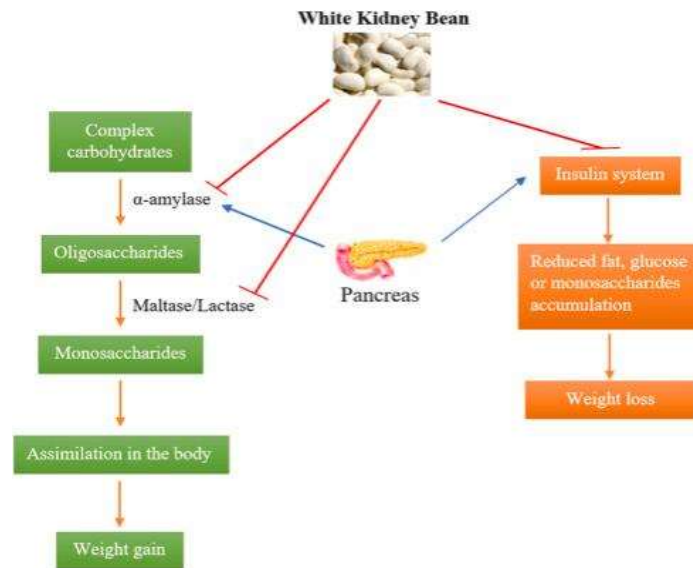 White Kidney Bean
Complex
carbohydrates
α-amylase
Oligosaccharides
Maltase/Lactase
Monosaccharides
Assimilation in the body
Weight gain
Pancreas
Insulin system
Reduced fat, glucose
or monosaccharides
accumulation
Weight loss